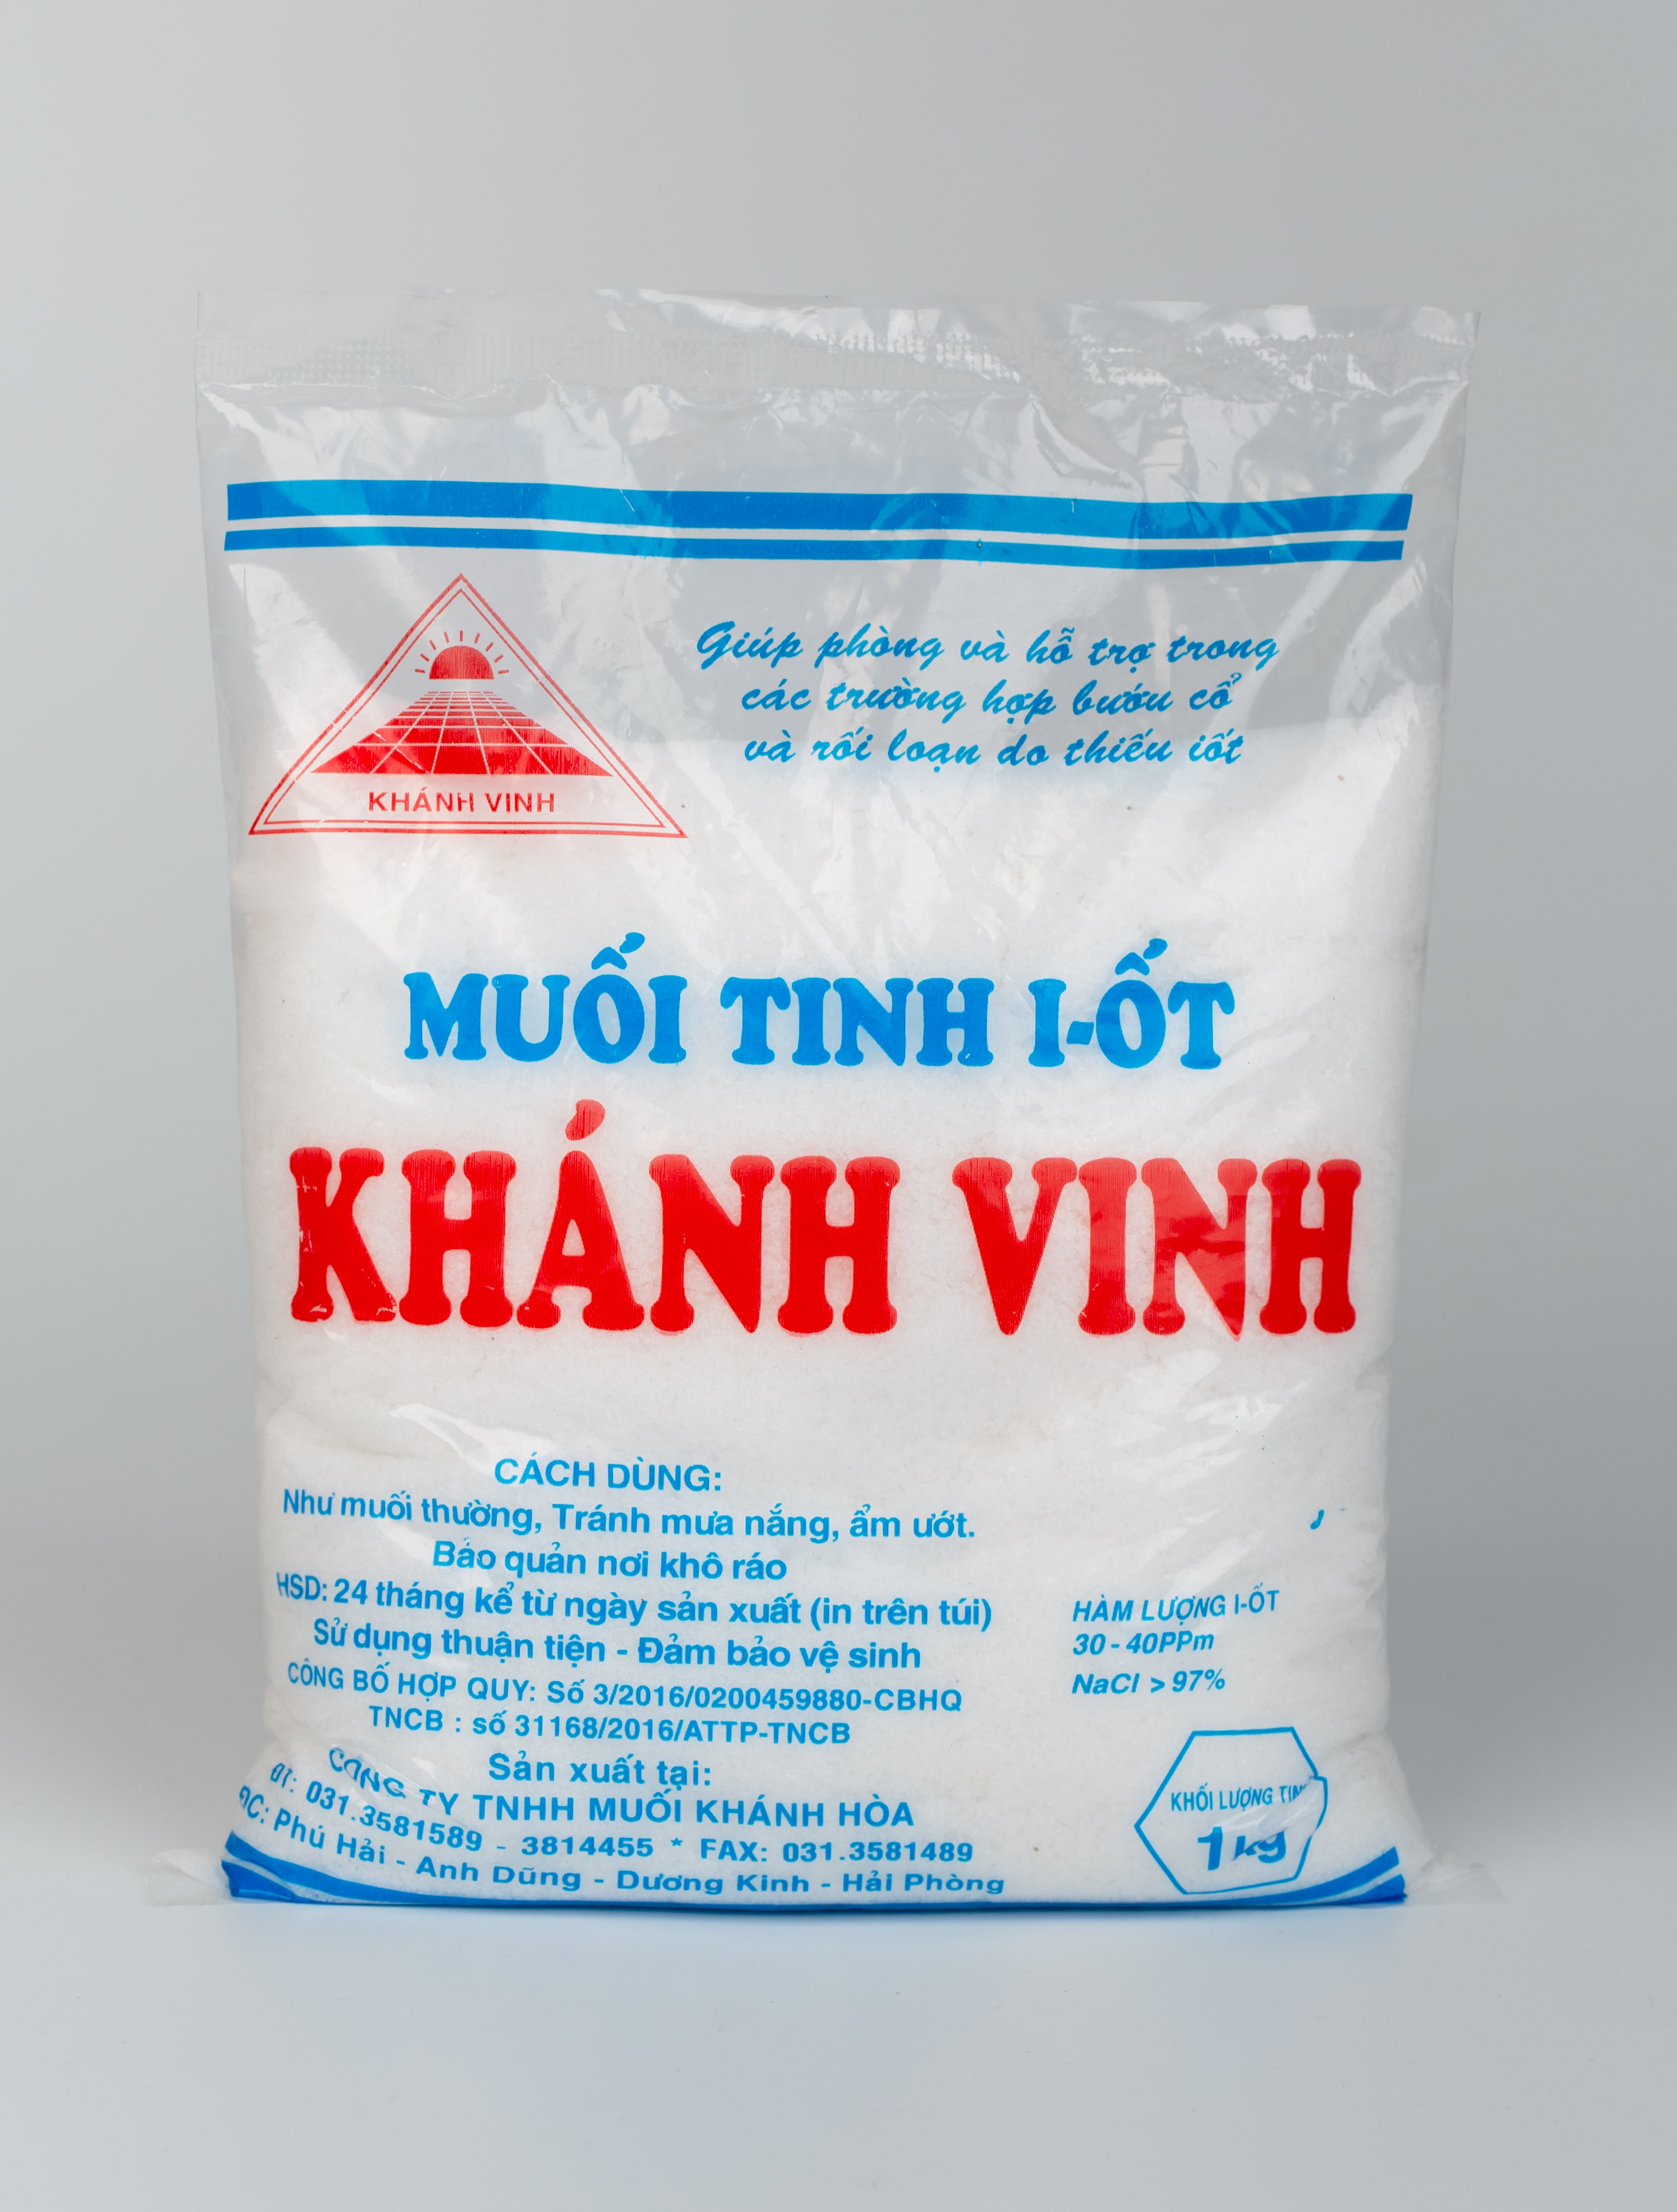 Giúp phòng và hỗ trợ trong
các trường hợp bướu cổ
và rối loạn do thiếu iốt
KHÁNH VINH
MUỐI TINH I-ỐT
KHÁNH VINH
CÁCH DÙNG:
Như muối thường, Tránh mưa nắng, ẩm ướt.
Bảo quản nơi khô ráo
HSD: 24 tháng kể từ ngày sản xuất (in trên túi)
Sử dụng thuận tiện - Đảm bảo vệ sinh
CÔNG BỐ HỢP QUY: Số 3/2016/0200459880-CBHQ
TNCB : số 31168/2016/ATTP-TNCB
Sản xuất tại:
CÔNG TY TNHH MUỐI KHÁNH HÒA
ĐT: 031.3581589 - 3814455 * FAX: 031.3581489
ĐC: Phú Hải - Anh Dũng - Dương Kinh - Hải Phòng
HÀM LƯỢNG I-ỐT
30 - 40PPm
NaCl > 97%
KHỐI LƯỢNG TỊNH
1 kg